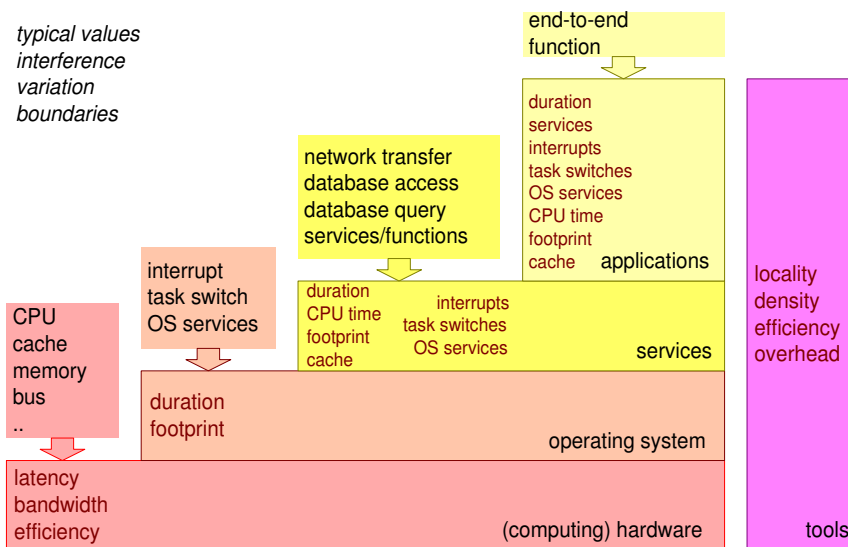 typical values
interference
variation
boundaries
end-to-end
function
duration
services
interrupts
task switches
OS services
CPU time
footprint
cache
applications
network transfer
database access
database query
services/functions
duration
CPU time
footprint
cache
interrupts
task switches
OS services
services
interrupt
task switch
OS services
duration
footprint
operating system
CPU
cache
memory
bus
..
latency
bandwidth
efficiency
(computing) hardware
locality
density
efficiency
overhead
tools